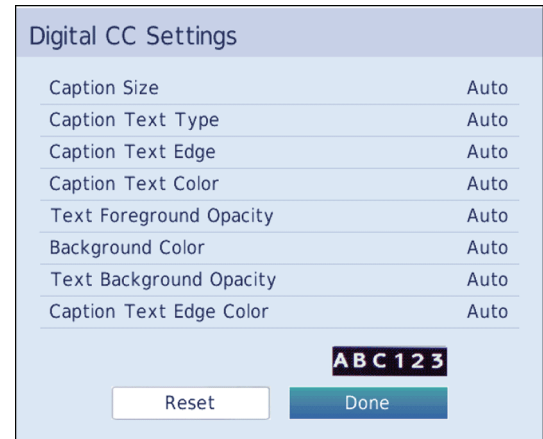 Digital CC Settings
Caption Size Auto
Caption Text Type Auto
Caption Text Edge Auto
Caption Text Color Auto
Text Foreground Opacity Auto
Background Color Auto
Text Background Opacity Auto
Caption Text Edge Color Auto
ABC123
Reset Done